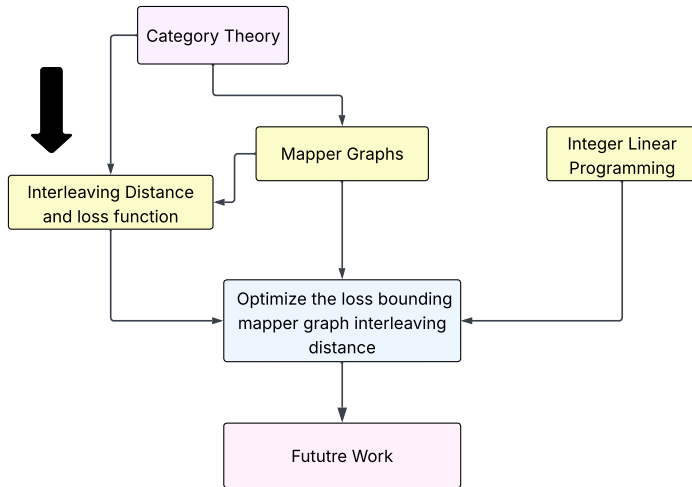 Category Theory
Mapper Graphs
Integer Linear
Programming
Interleaving Distance
and loss function
Optimize the loss bounding
mapper graph interleaving
distance
Fututre Work